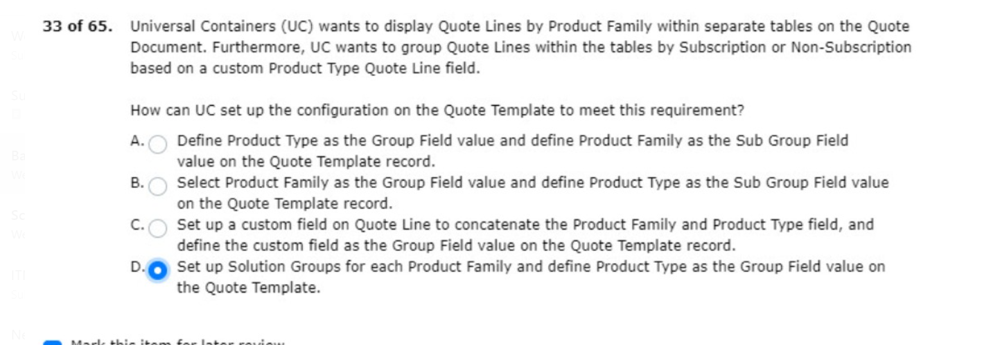 33 of 65. Universal Containers (UC) wants to display Quote Lines by Product Family within separate tables on the Quote
Document. Furthermore, UC wants to group Quote Lines within the tables by Subscription or Non-Subscription
based on a custom Product Type Quote Line field.
How can UC set up the configuration on the Quote Template to meet this requirement?
A. Define Product Type as the Group Field value and define Product Family as the Sub Group Field
value on the Quote Template record.
B. Select Product Family as the Group Field value and define Product Type as the Sub Group Field value
on the Quote Template record.
C. Set up a custom field on Quote Line to concatenate the Product Family and Product Type field, and
define the custom field as the Group Field value on the Quote Template record.
D. Set up Solution Groups for each Product Family and define Product Type as the Group Field value on
the Quote Template.
Mark this item for later review